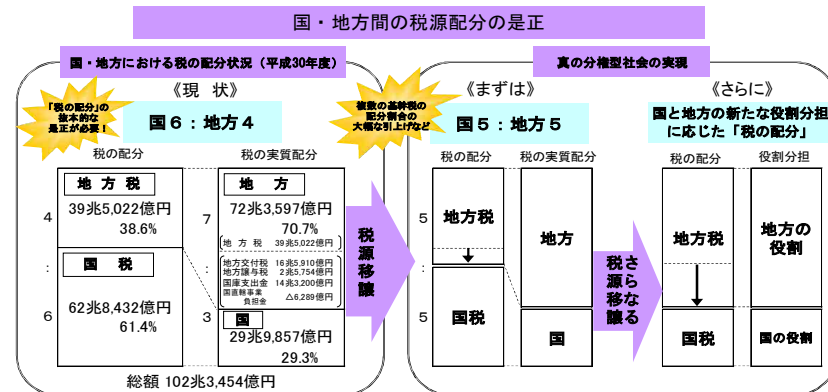 国・地方間の税源配分の是正
国・地方における税の配分状況（平成30年度）
《現　状》
「税の配分」の
抜本的な
是正が必要！
国６：地方４
税の配分
税の実質配分
4
：
6
地 方 税
39兆5,022億円
38.6%
国 税
62兆8,432億円
61.4%
7
：
3
地　方
72兆3,597億円
70.7%
地 方 税　39兆5,022億円
地方交付税　16兆5,910億円
地方譲与税　2兆5,754億円
国庫支出金　14兆3,200億円
国直轄事業
負担金　△6,289億円
国
29兆9,857億円
29.3%
総額 102兆3,454億円
税源移譲
真の分権型社会の実現
複数の基幹税の
配分割合の
大幅な引上げなど
《まずは》
国５：地方５
税の配分
税の実質配分
5
：
5
地方税
国税
地方
国
さらなる
税源移譲
《さらに》
国と地方の新たな役割分担
に応じた「税の配分」
税の配分
役割分担
地方税
国税
地方の
役割
国の役割